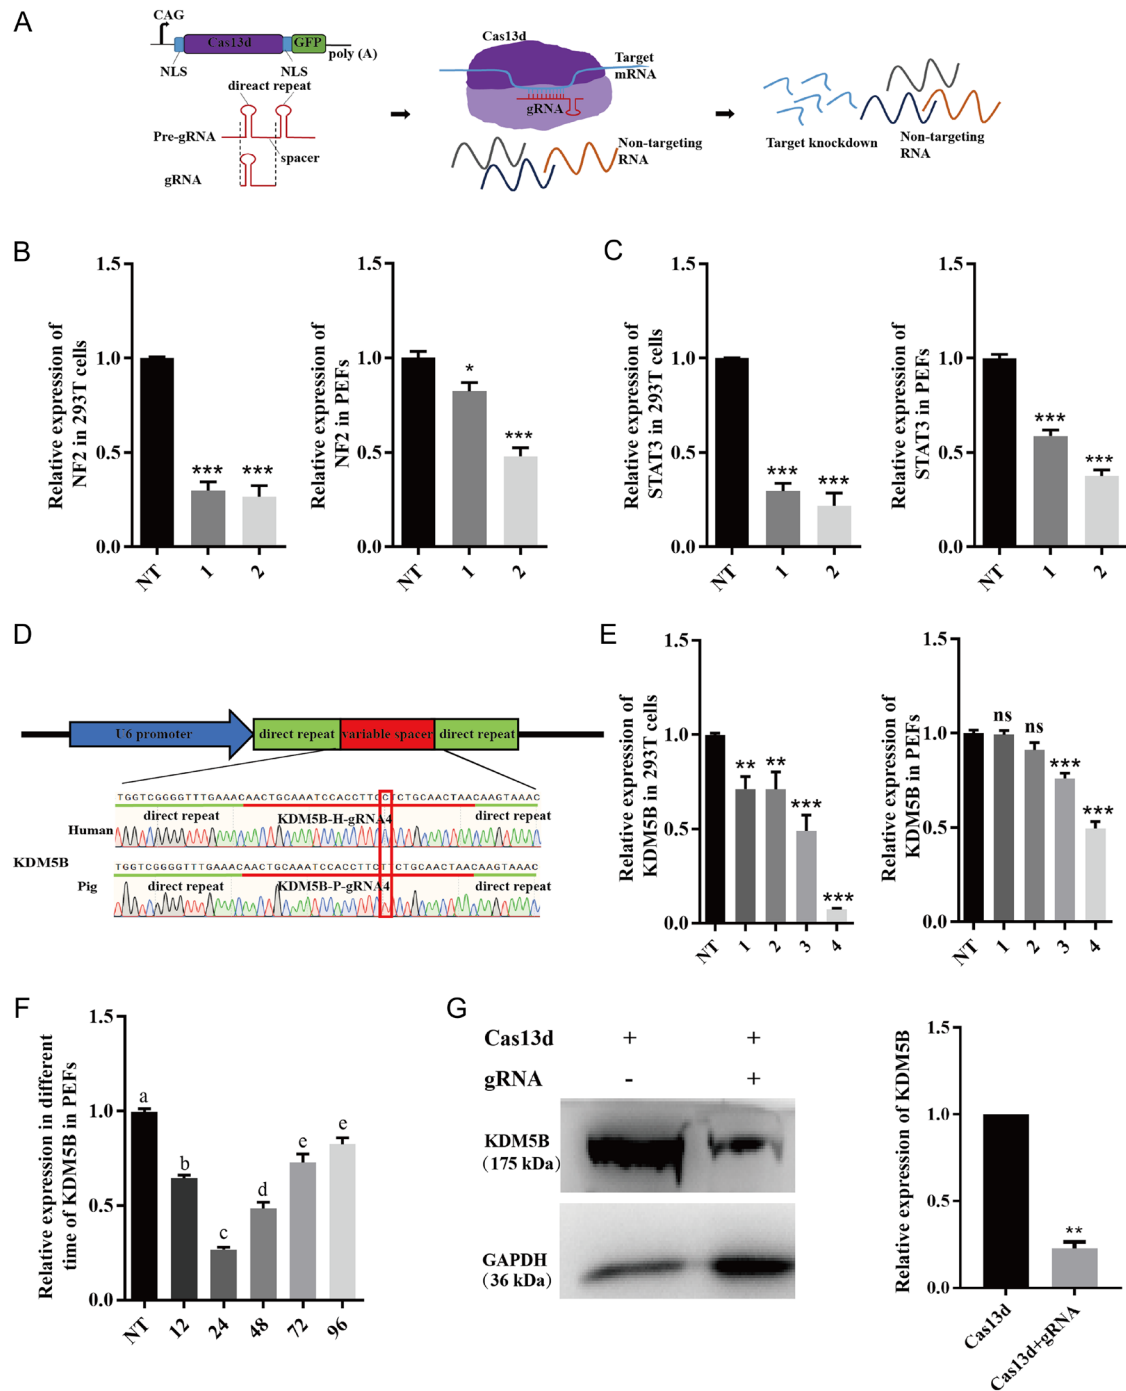 A
CAG
Cas13d
GFP
poly (A)
NLS
NLS
direact repeat
Pre-gRNA
spacer
gRNA
Cas13d
Target
mRNA
gRNA
Non-targeting
RNA
Target knockdown
Non-targeting
RNA
B
Relative expression of
NF2 in 293T cells
1.5
1.0
0.5
0.0
*** ***
NT 1 2
Relative expression of
NF2 in PEFs
1.5
1.0
0.5
0.0
* ***
NT 1 2
C
Relative expression of
STAT3 in 293T cells
1.5
1.0
0.5
0.0
*** ***
NT 1 2
Relative expression of
STAT3 in PEFs
1.5
1.0
0.5
0.0
*** ***
NT 1 2
D
U6 promoter
direct repeat
variable spacer
direct repeat
TGGTCGGGGTTTGAAACAACTGCAAATCCACCTTCCTCTGCAACTAACAAGTAAAC
direct repeat
KDM5B-H-gRNA4
direct repeat
Human
KDM5B
TGGTCGGGGTTTGAAACAACTGCAAATCCACCTTCTTCTGCAACTAACAAGTAAAC
direct repeat
KDM5B-P-gRNA4
direct repeat
Pig
E
Relative expression of
KDM5B in 293T cells
1.5
1.0
0.5
0.0
** ** *** ***
NT 1 2 3 4
Relative expression of
KDM5B in PEFs
1.5
1.0
0.5
0.0
ns ns *** ***
NT 1 2 3 4
F
Relative expression in different
time of KDM5B in PEFs
1.5
1.0
0.5
0.0
a b c d e e
NT 12 24 48 72 96
G
Cas13d + +
gRNA - +
KDM5B
(175 kDa)
GAPDH
(36 kDa)
Relative expression of KDM5B
1.5
1.0
0.5
0.0
**
Cas13d Cas13d+gRNA